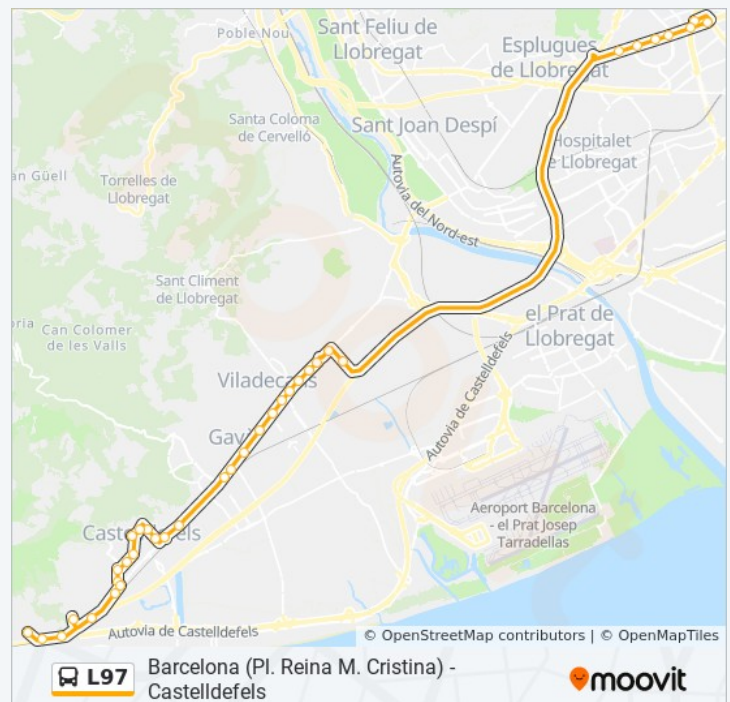 Poble Nou
Sant Feliu de
Llobregat
Esplugues
de Llobregat
Santa Coloma
de Cervelló
Sant Joan Despí
Hospitalet
e Llobregat
an Güell
Torrelles de
Llobregat
Autovia del Nord-est
Sant Climent
de Llobregat
oria
Can Colomer
de les Valls
el Prat de
Llobregat
Viladecans
Autovia de Castelldefels
Gav
Aeroport Barcelona
- el Prat Josep
Tarradellas
Castelldefels
Autovia de Castelldefels
© OpenStreetMap contributors | © OpenMapTiles
L97
Barcelona (Pl. Reina M. Cristina) -
Castelldefels
moovit